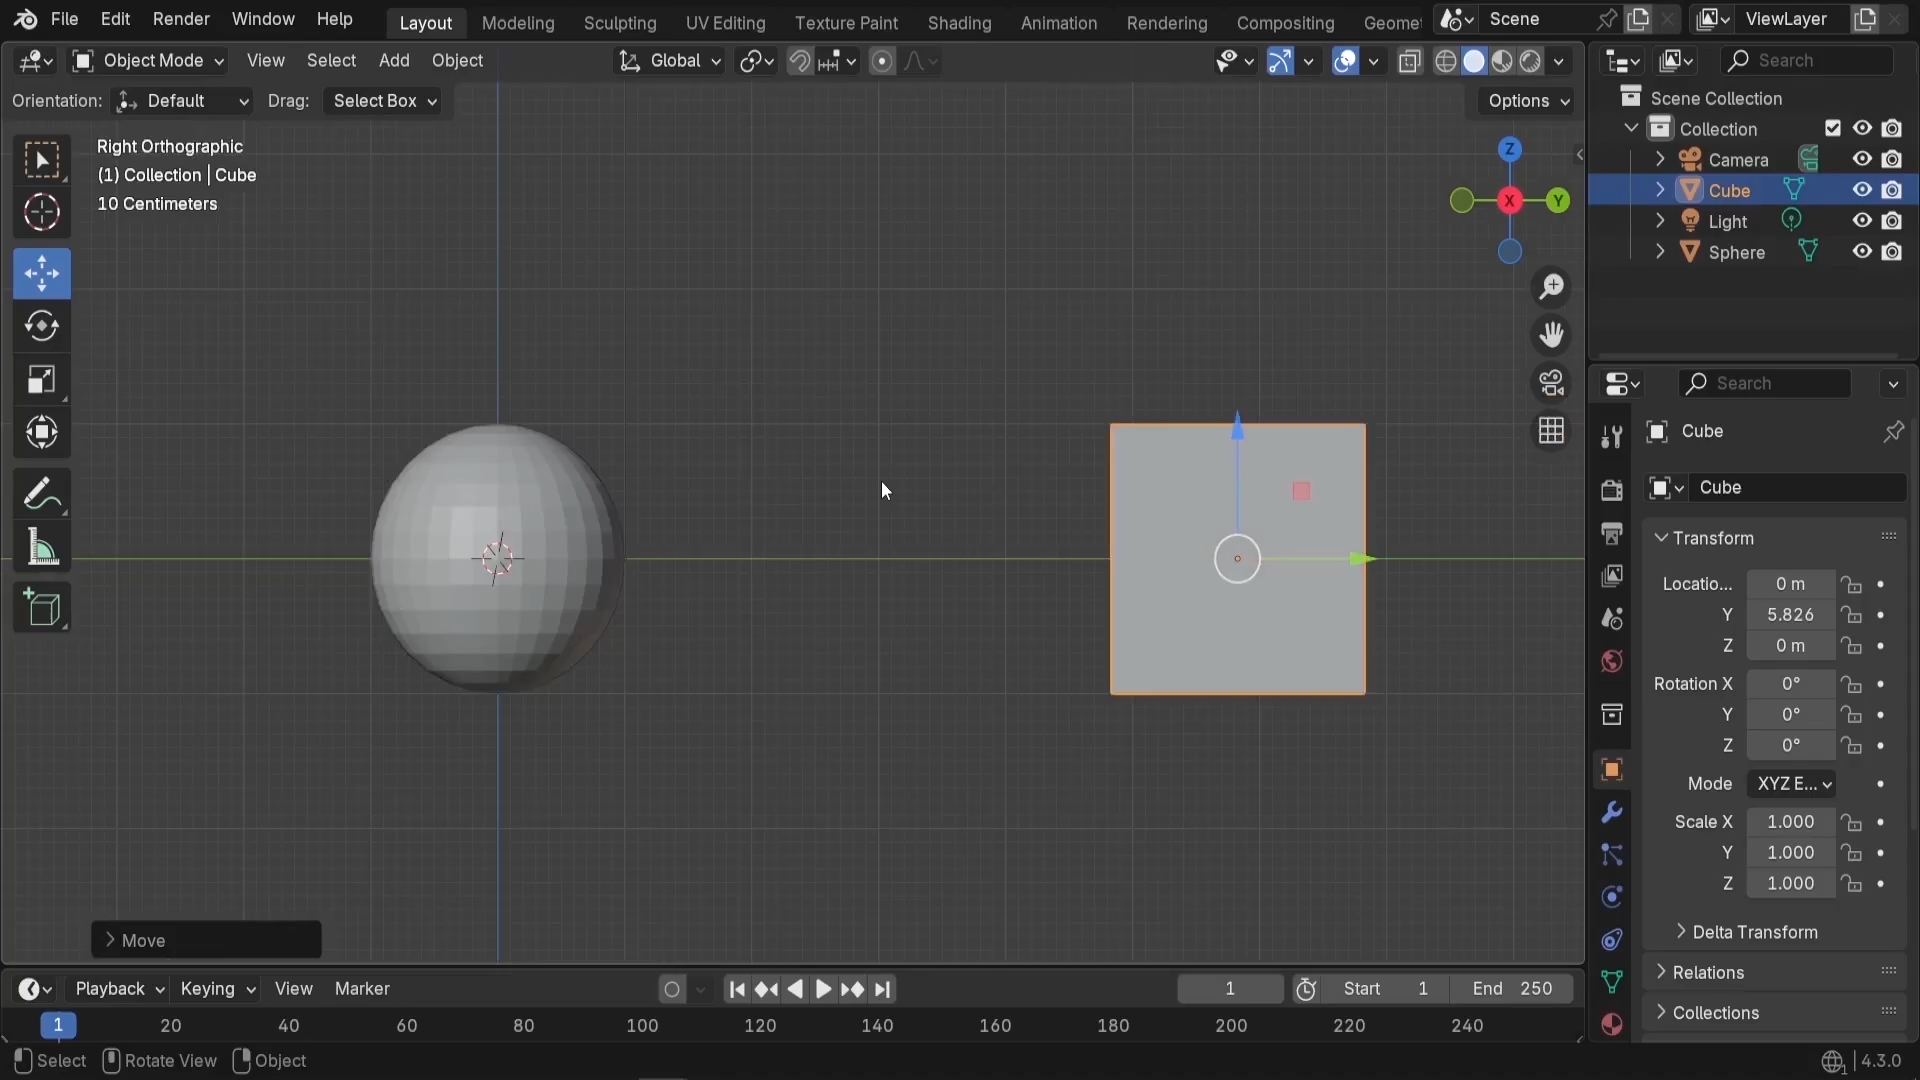 File Edit Render Window Help
Layout Modeling Sculpting UV Editing Texture Paint Shading Animation Rendering Compositing Geomet
Scene
ViewLayer
Object Mode View Select Add Object
Global
Search
Orientation: Default Drag: Select Box
Options
Right Orthographic
(1) Collection | Cube
10 Centimeters
Z
X
Y
Scene Collection
Collection
Camera
Cube
Light
Sphere
Search
Cube
Cube
Transform
Locatio... 0 m
Y 5.826
Z 0 m
Rotation X 0°
Y 0°
Z 0°
Mode XYZ E...
Scale X 1.000
Y 1.000
Z 1.000
Delta Transform
Relations
Collections
Move
Playback Keying View Marker
1
Start 1
End 250
1 20 40 60 80 100 120 140 160 180 200 220 240
Select Rotate View Object
4.3.0